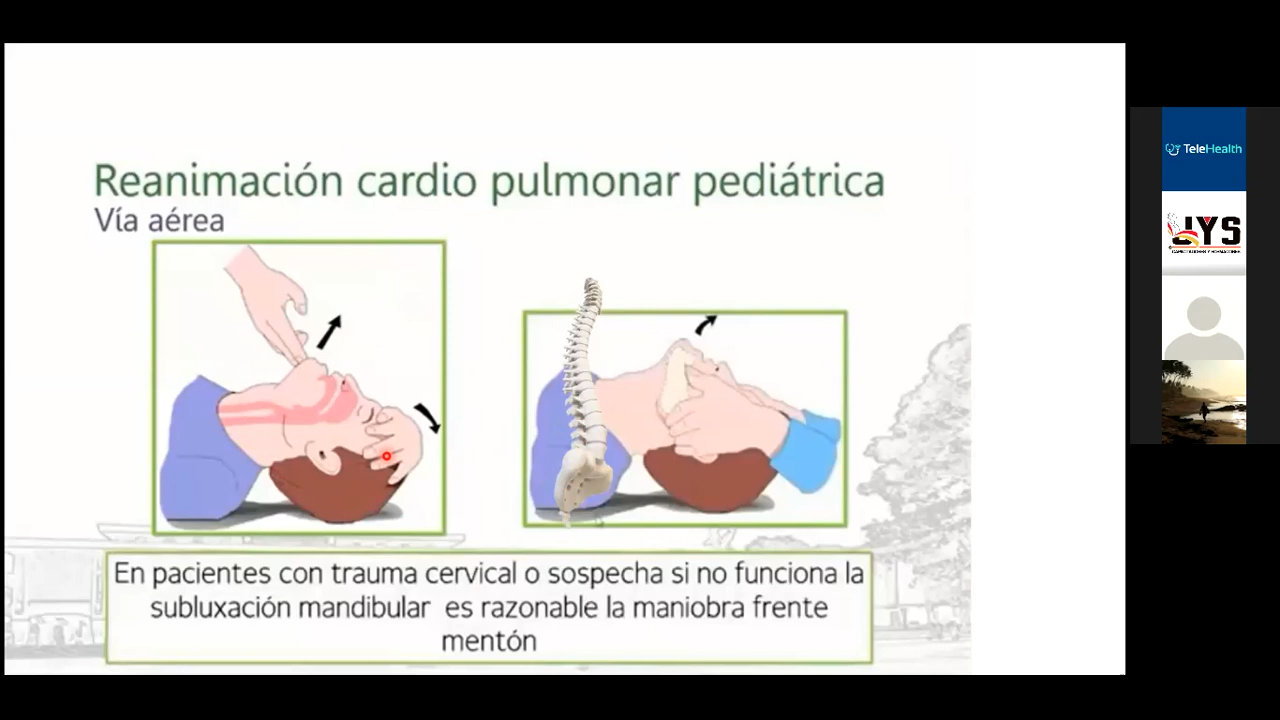 Reanimación cardio pulmonar pediátrica
Vía aérea
En pacientes con trauma cervical o sospecha si no funciona la
subluxación mandibular es razonable la maniobra frente
mentón
TeleHealth
JYS